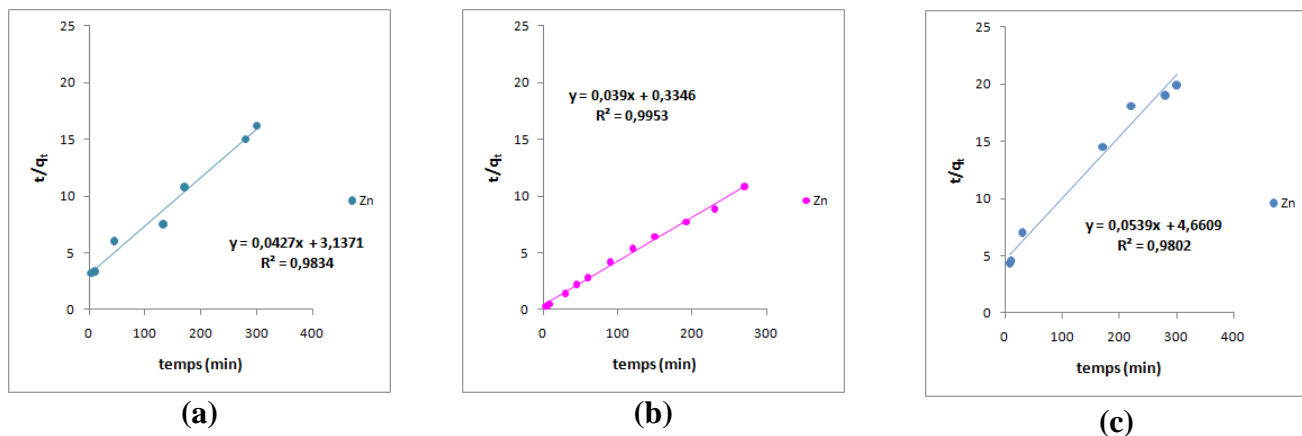 25
20
15
10
5
0
t/qt
0 100 200 300 400
temps (min)
y = 0,0427x + 3,1371
R² = 0,9834
Zn
(a)
25
20
15
10
5
0
t/qt
0 100 200 300
temps (min)
y = 0,039x + 0,3346
R² = 0,9953
Zn
(b)
25
20
15
10
5
0
t/qt
0 100 200 300 400
temps (min)
y = 0,0539x + 4,6609
R² = 0,9802
Zn
(c)